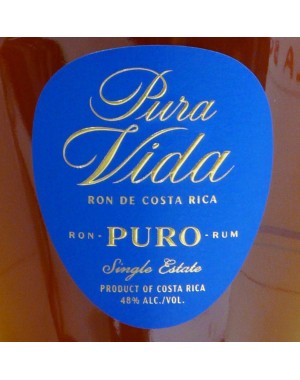 Pura
Vida
RON DE COSTA RICA
RON - PURO - RUM
Single Estate
PRODUCT OF COSTA RICA
48% ALC./VOL.